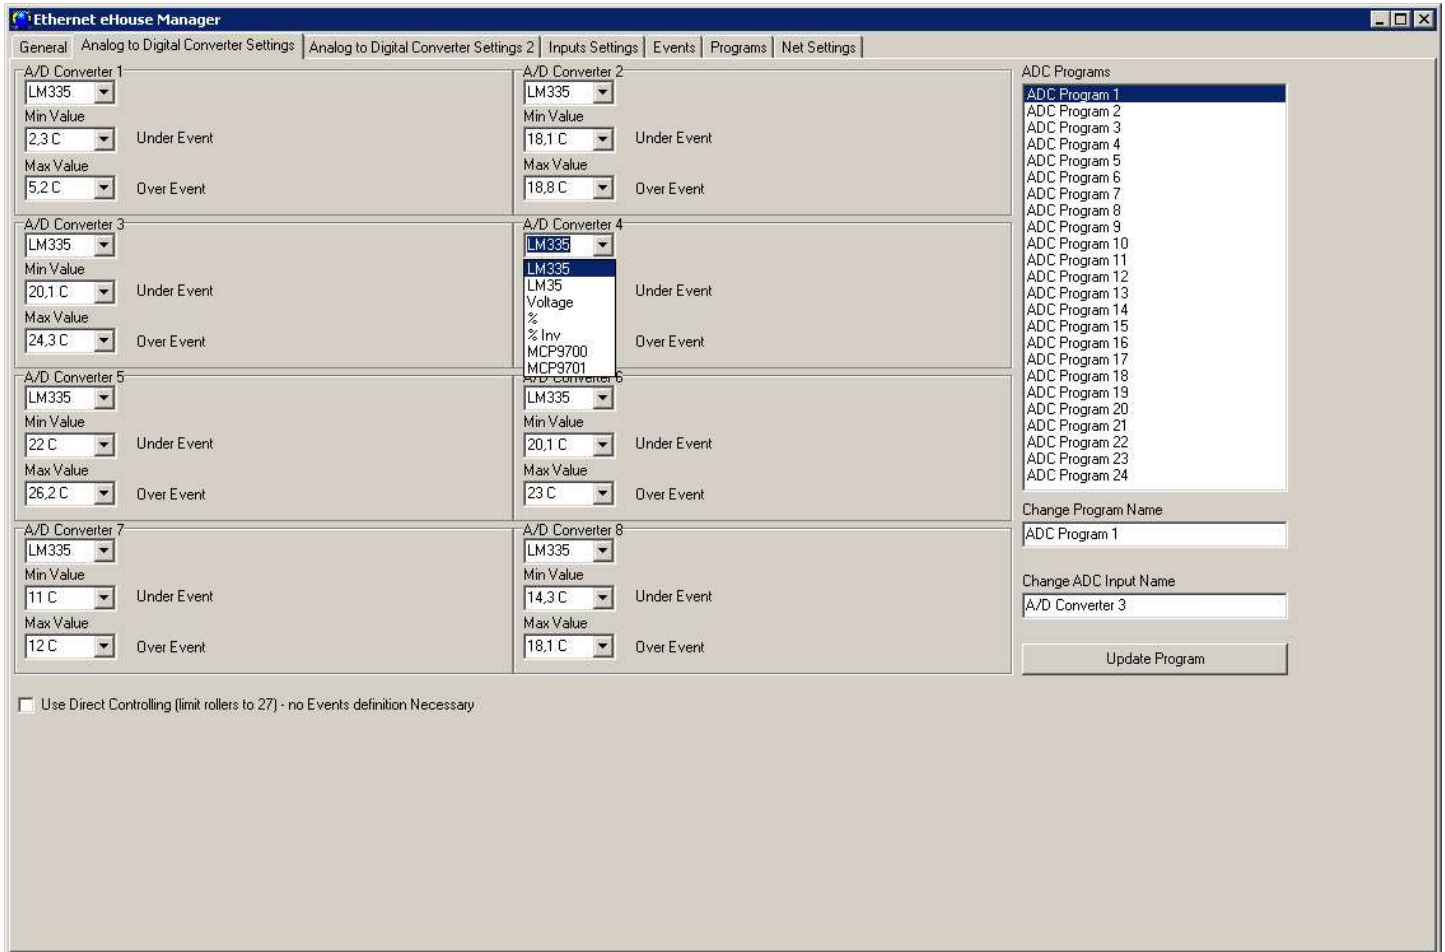 Ethernet eHouse Manager
General Analog to Digital Converter Settings Analog to Digital Converter Settings 2 Inputs Settings Events Programs Net Settings
A/D Converter 1
LM335
Min Value
2,3 C Under Event
Max Value
5,2 C Over Event
A/D Converter 2
LM335
Min Value
18,1 C Under Event
Max Value
18,8 C Over Event
A/D Converter 3
LM335
Min Value
20,1 C Under Event
Max Value
24,3 C Over Event
A/D Converter 4
LM335
LM335
LM35
Voltage
%
% Inv
MCP9700
MCP9701
Under Event
Over Event
A/D Converter 5
LM335
Min Value
22 C Under Event
Max Value
26,2 C Over Event
A/D Converter 6
LM335
Min Value
20,1 C Under Event
Max Value
23 C Over Event
A/D Converter 7
LM335
Min Value
11 C Under Event
Max Value
12 C Over Event
A/D Converter 8
LM335
Min Value
14,3 C Under Event
Max Value
18,1 C Over Event
Use Direct Controlling (limit rollers to 27) - no Events definition Necessary
ADC Programs
ADC Program 1
ADC Program 2
ADC Program 3
ADC Program 4
ADC Program 5
ADC Program 6
ADC Program 7
ADC Program 8
ADC Program 9
ADC Program 10
ADC Program 11
ADC Program 12
ADC Program 13
ADC Program 14
ADC Program 15
ADC Program 16
ADC Program 17
ADC Program 18
ADC Program 19
ADC Program 20
ADC Program 21
ADC Program 22
ADC Program 23
ADC Program 24
Change Program Name
ADC Program 1
Change ADC Input Name
A/D Converter 3
Update Program